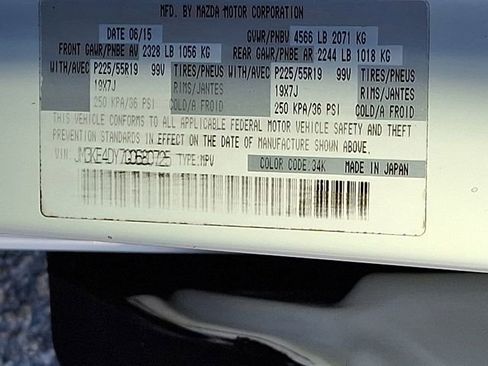 MFD. BY MAZDA MOTOR CORPORATION
DATE 06/15 GVWR/PNBV 4566 LB 2071 KG
FRONT GAWR/PNBE AV 2328 LB 1056 KG REAR GAWR/PNBE AR 2244 LB 1018 KG
WITH/AVEC P225/55R19 99V TIRES/PNEUS WITH/AVEC P225/55R19 99V TIRES/PNEUS
19X7J RIMS/JANTES 19X7J RIMS/JANTES
250 KPA/36 PSI COLD/A FROID 250 KPA/36 PSI COLD/A FROID
THIS VEHICLE CONFORMS TO ALL APPLICABLE FEDERAL MOTOR VEHICLE SAFETY AND THEFT
PREVENTION STANDARDS IN EFFECT ON THE DATE OF MANUFACTURE SHOWN ABOVE.
VIN: TYPE:MPV COLOR CODE:34K MADE IN JAPAN